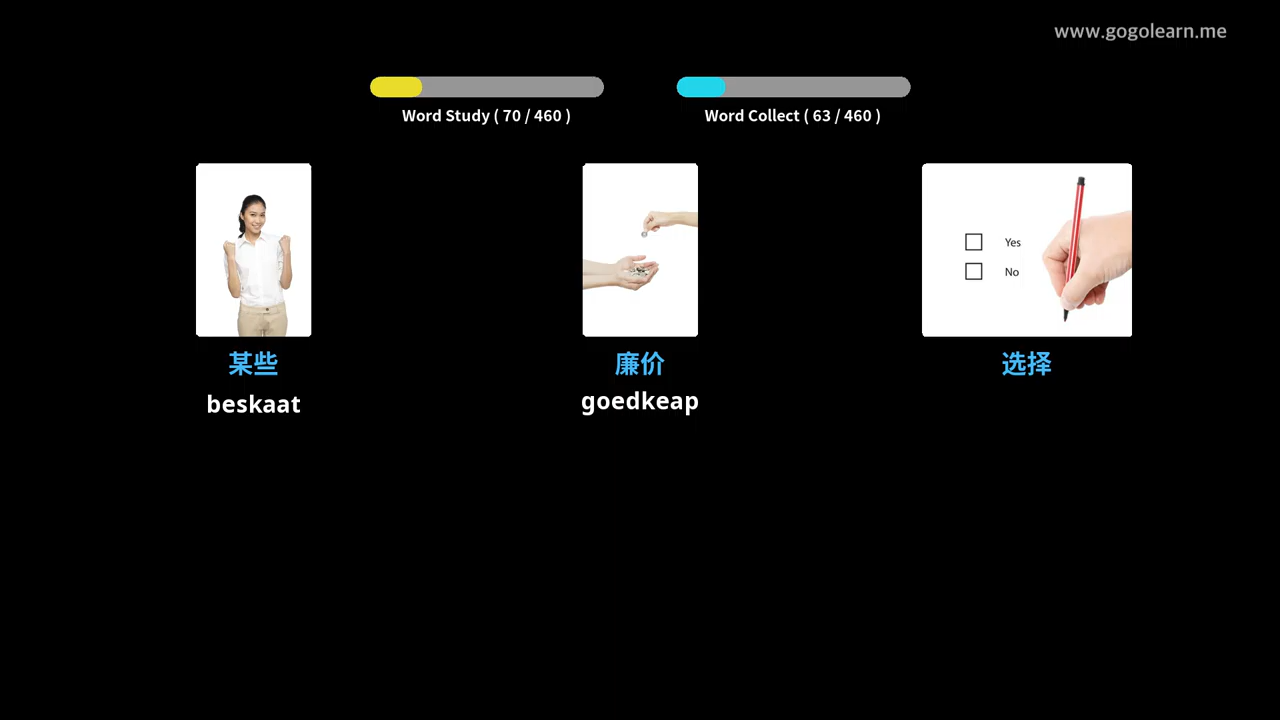 www.gogolearn.me
Word Study ( 70 / 460 )
Word Collect ( 63 / 460 )
Yes
No
某些
廉价
选择
beskaat
goedkeap